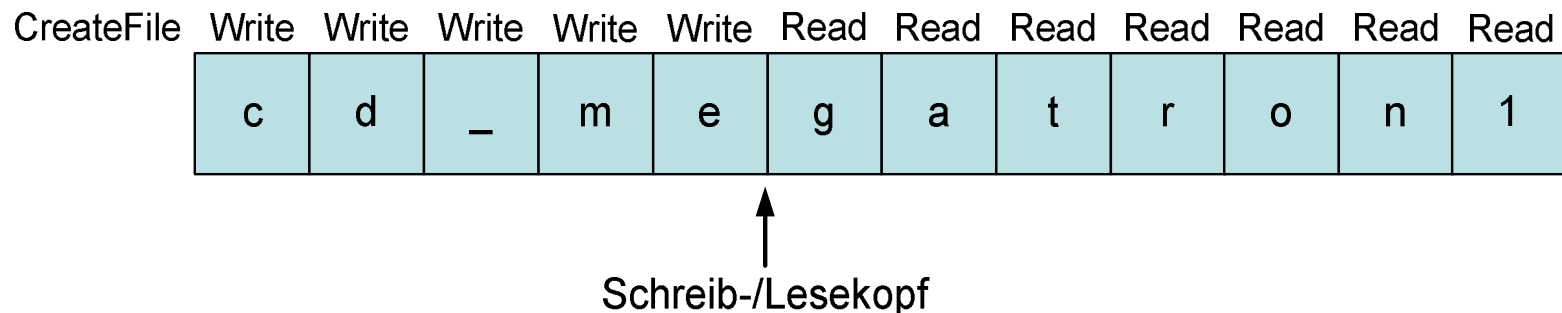 CreateFile Write Write Write Write Write Read Read Read Read Read Read Read
c d _ m e g a t r o n 1
Schreib-/Lesekopf